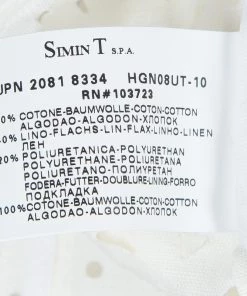 SIMIN T S.P.A.
UPN 2081 8334 HGN08UT-10
RN#103723
0% COTONE-BAUMWOLLE-COTON-COTTON
ALGODAO-ALGODON-ХЛОПОК
0% LINO-FLACHS-LIN-FLAX-LINHO-LINEN
ЛЕН
20% POLIURETANICA-POLYURETHAN
POLIURETANO-ПОЛИУРЕТАН
FODERA-FUTTER-DOUBLURE-LINING-FORRO
ПОДКЛАДКА
100% COTONE-BAUMWOLLE-COTON-COTTON
ALGODAO-ALGODON-ХЛОПОК